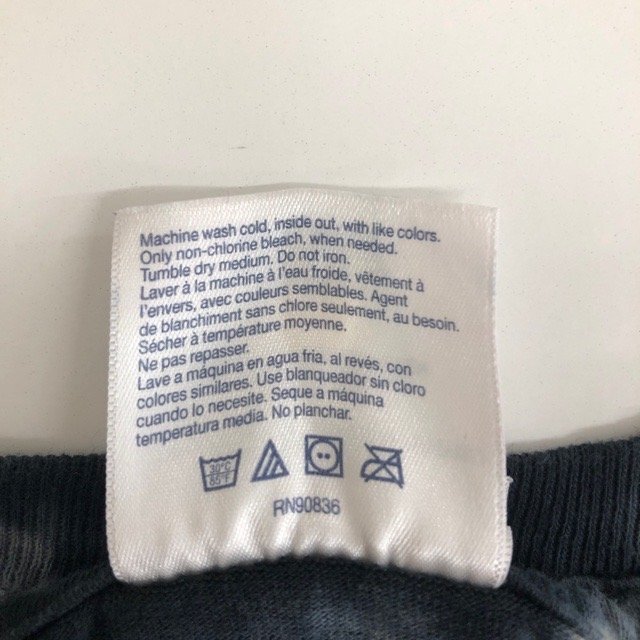 Machine wash cold, inside out, with like colors.
Only non-chlorine bleach, when needed.
Tumble dry medium. Do not iron.
Laver à la machine à l'eau froide, vêtement à
l'envers, avec couleurs semblables. Agent
de blanchiment sans chlore seulement, au besoin.
Sécher à température moyenne.
Ne pas repasser.
Lave a máquina en agua fria, al revés, con
colores similares. Use blanqueador sin cloro
cuando lo necesite. Seque a máquina
temperatura media. No planchar.
30°C
RN90836